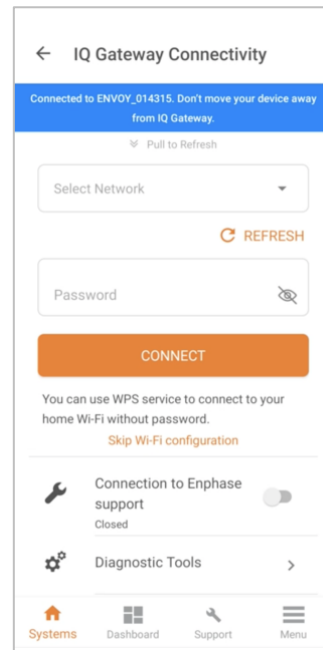 IQ Gateway Connectivity
Connected to ENVOY_014315. Don't move your device away
from IQ Gateway.
Pull to Refresh
Select Network
REFRESH
Password
CONNECT
You can use WPS service to connect to your
home Wi-Fi without password.
Skip Wi-Fi configuration
Connection to Enphase
support
Closed
Diagnostic Tools
Systems
Dashboard
Support
Menu